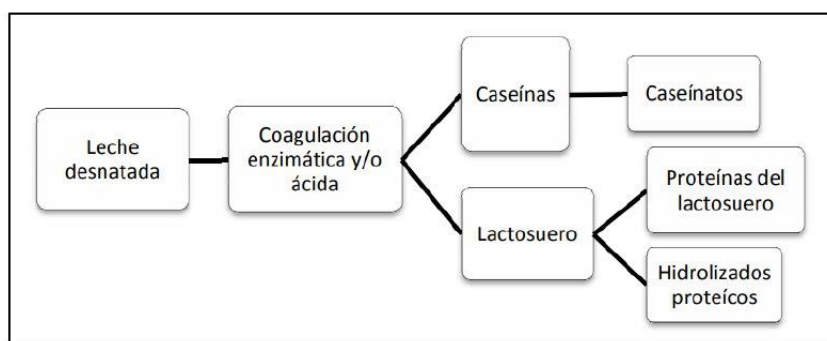 Leche
desnatada
Coagulación
enzimática y/o
ácida
Caseínas
Caseínatos
Lactosuero
Proteínas del
lactosuero
Hidrolizados
proteícos